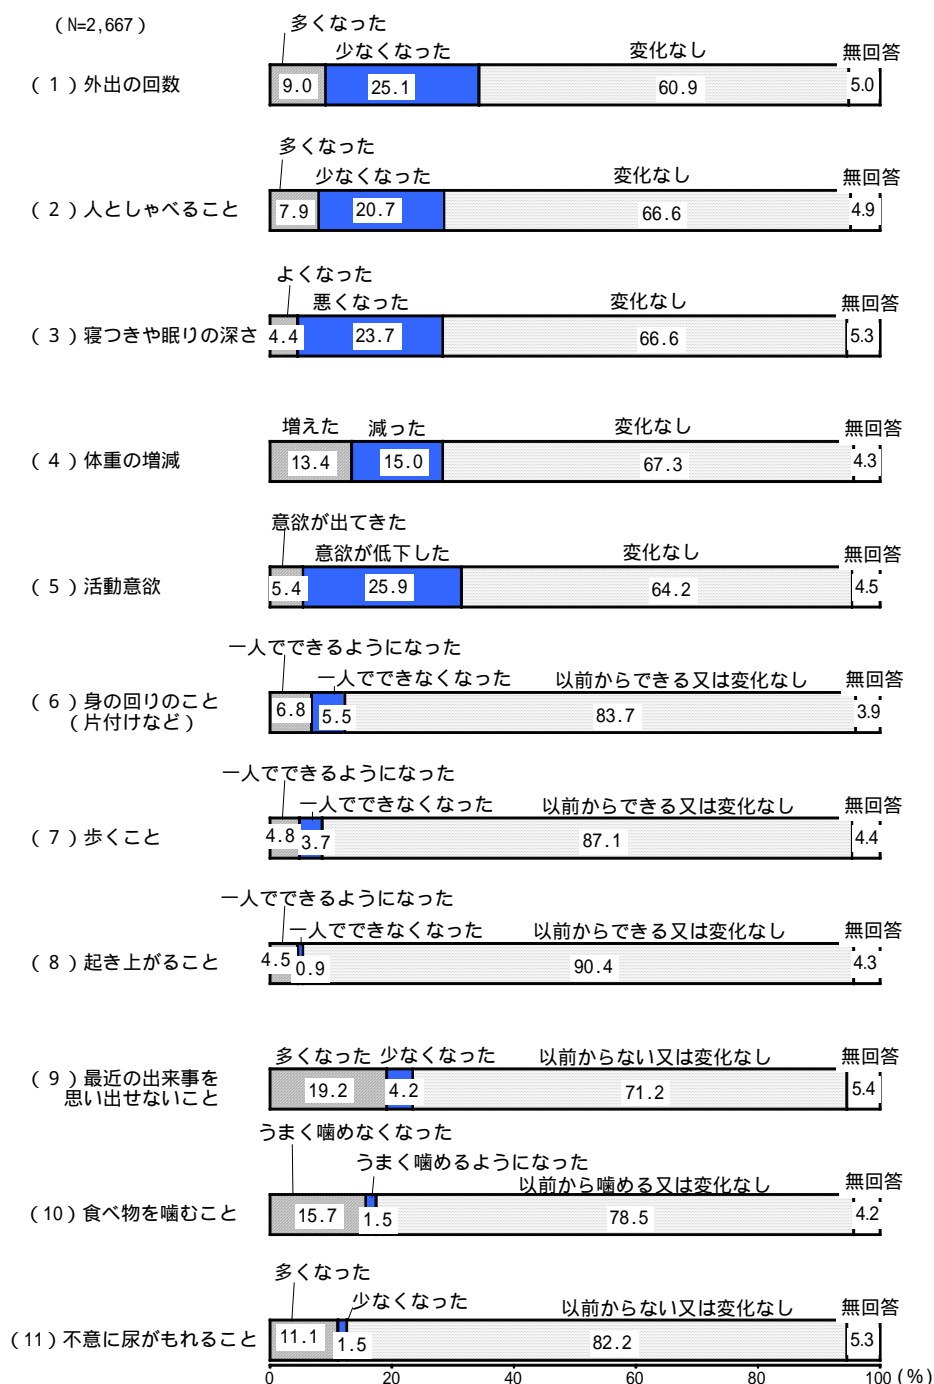 （N=2,667）
多くなった
少なくなった 変化なし 無回答
（１）外出の回数 9.0 25.1 60.9 5.0
多くなった
少なくなった 変化なし 無回答
（２）人としゃべること 7.9 20.7 66.6 4.9
よくなった
悪くなった 変化なし 無回答
（３）寝つきや眠りの深さ 4.4 23.7 66.6 5.3
増えた 減った 変化なし 無回答
（４）体重の増減 13.4 15.0 67.3 4.3
意欲が出てきた
意欲が低下した 変化なし 無回答
（５）活動意欲 5.4 25.9 64.2 4.5
一人でできるようになった
一人でできなくなった 以前からできる又は変化なし 無回答
（６）身の回りのこと 6.8 5.5 83.7 3.9
（片付けなど）
一人でできるようになった
一人でできなくなった 以前からできる又は変化なし 無回答
（７）歩くこと 4.8 3.7 87.1 4.4
一人でできるようになった
一人でできなくなった 以前からできる又は変化なし 無回答
（８）起き上がること 4.5 0.9 90.4 4.3
多くなった 少なくなった 以前からない又は変化なし 無回答
（９）最近の出来事を 19.2 4.2 71.2 5.4
思い出せないこと
うまく噛めなくなった
うまく噛めるようになった
以前から噛める又は変化なし 無回答
（10）食べ物を噛むこと 15.7 1.5 78.5 4.2
多くなった
少なくなった 以前からない又は変化なし 無回答
（11）不意に尿がもれること 11.1 1.5 82.2 5.3
0 20 40 60 80 100 (％)